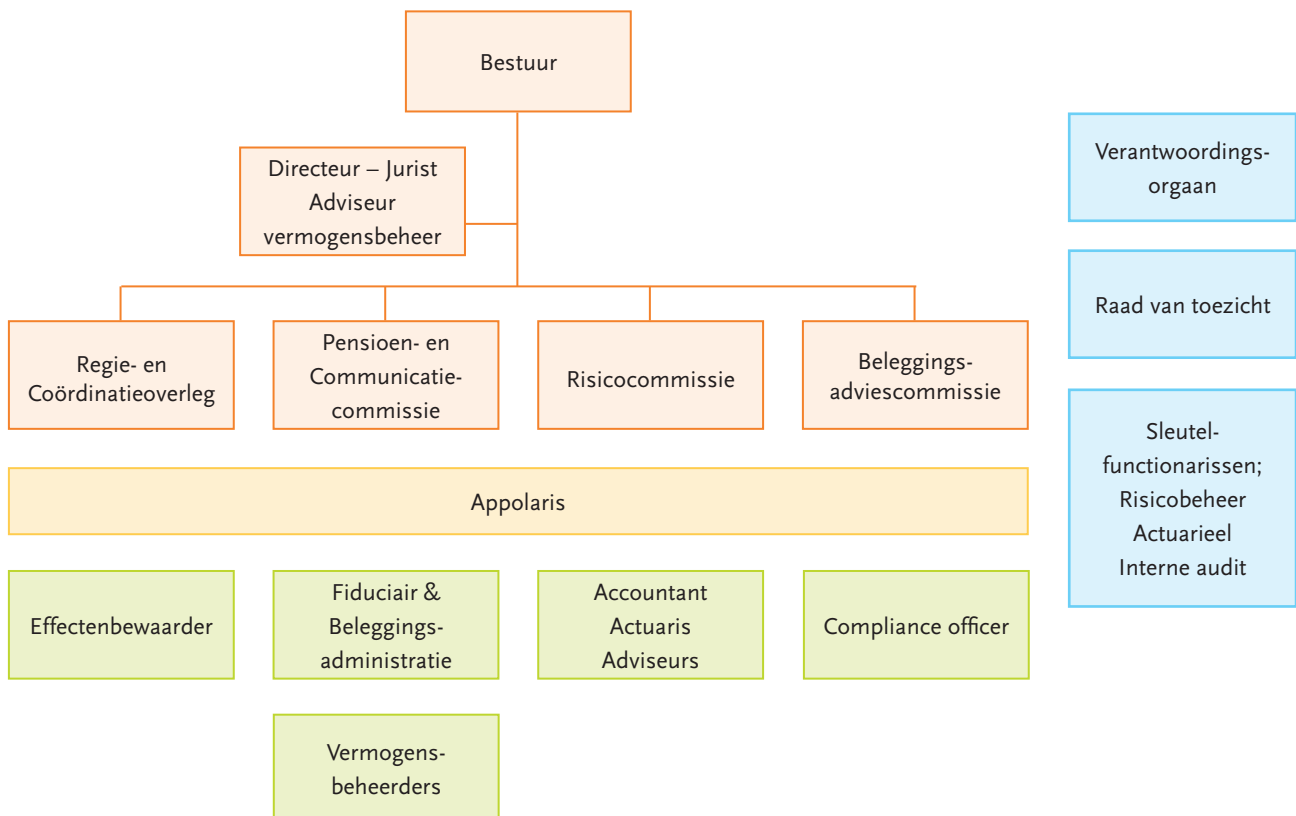 Bestuur
Directeur – Jurist
Adviseur
vermogensbeheer
Regie- en
Coördinatieoverleg
Pensioen- en
Communicatie-
commissie
Risicocommissie
Beleggings-
adviescommissie
Appolaris
Effectenbewaarder
Fiduciair &
Beleggings-
administratie
Accountant
Actuaris
Adviseurs
Compliance officer
Vermogens-
beheerders
Verantwoordings-
orgaan
Raad van toezicht
Sleutel-
functionarissen;
Risicobeheer
Actuarieel
Interne audit